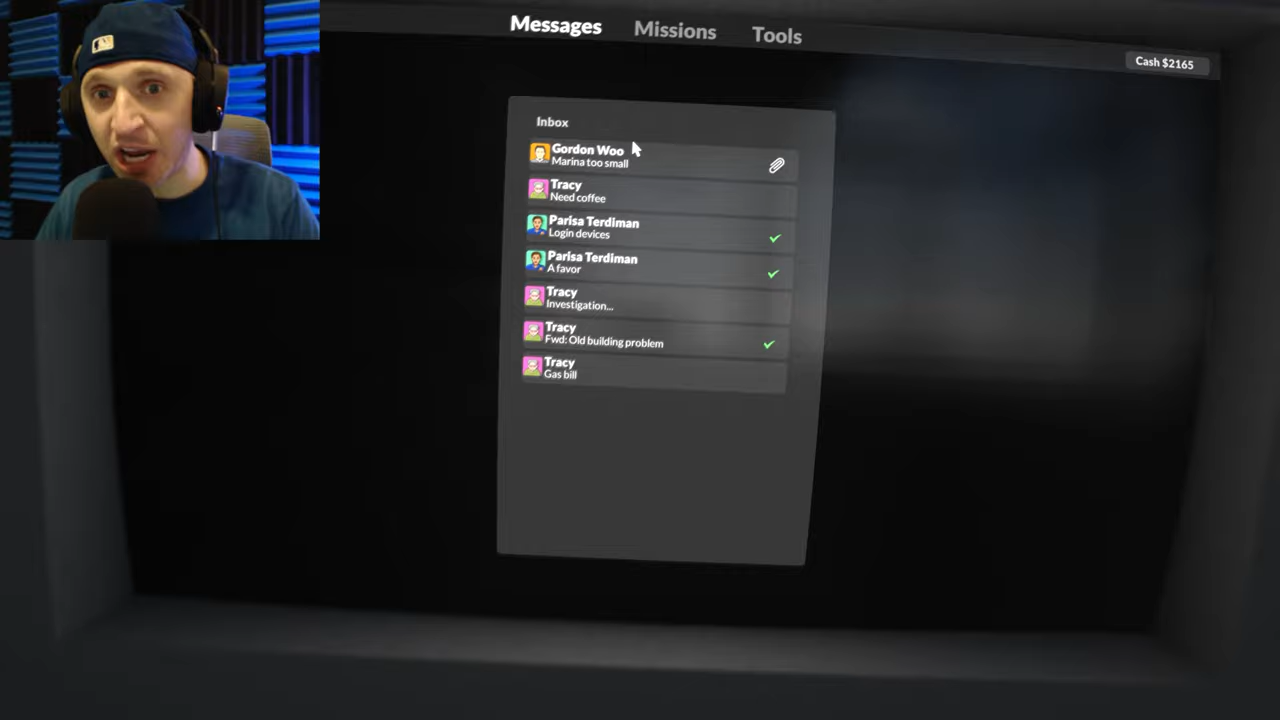 Messages Missions Tools
Cash $2165
Inbox
Gordon Woo
Marina too small
Tracy
Need coffee
Parisa Terdiman
Login devices
Parisa Terdiman
A favor
Tracy
Investigation...
Tracy
Fwd: Old building problem
Tracy
Gas bill